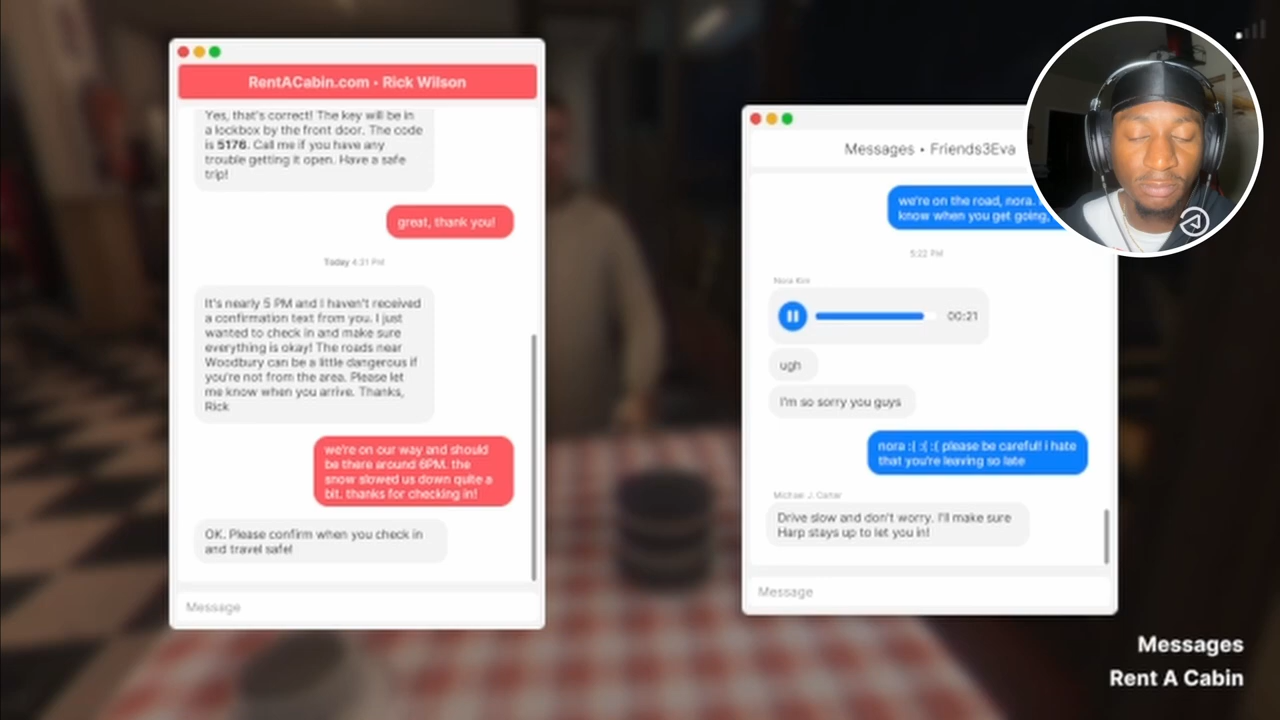 RentACabin.com • Rick Wilson
Yes, that's correct! The key will be in
a lockbox by the front door. The code
is 5176. Call me if you have any
trouble getting it open. Have a safe
trip!
great, thank you!
Today 4:31 PM
It's nearly 5 PM and I haven't received
a confirmation text from you. I just
wanted to check in and make sure
everything is okay! The roads near
Woodbury can be a little dangerous if
you're not from the area. Please let
me know when you arrive. Thanks,
Rick
we're on our way and should
be there around 6PM. the
snow slowed us down quite a
bit. thanks for checking in!
OK. Please confirm when you check in
and travel safe!
Message
Messages • Friends3Eva
we're on the road, nora.
know when you get going,
5:22 PM
Nora Kim
00:21
ugh
I'm so sorry you guys
nora :( :( :( please be careful! i hate
that you're leaving so late
Michael J. Carter
Drive slow and don't worry. I'll make sure
Harp stays up to let you in!
Message
Messages
Rent A Cabin